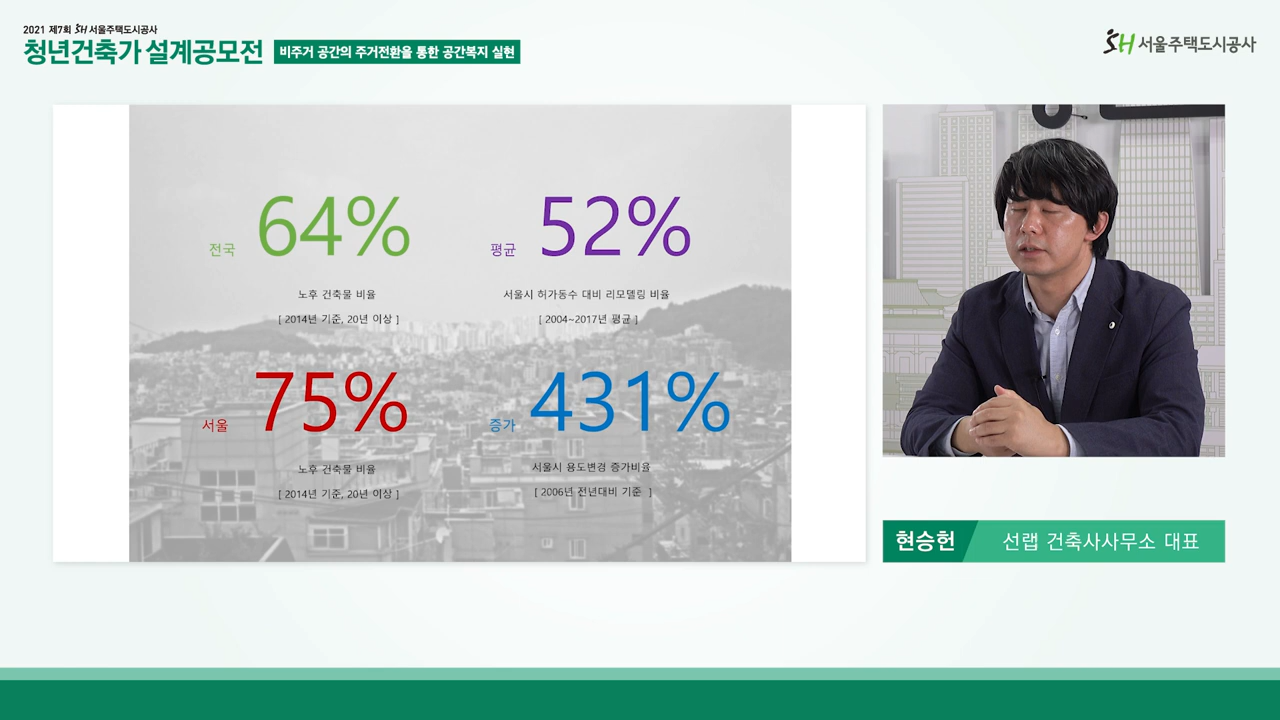 2021 제7회 SH 서울주택도시공사
청년건축가 설계공모전 비주거 공간의 주거전환을 통한 공간복지 실현
SH 서울주택도시공사
전국 64%
노후 건축물 비율
[ 2014년 기준, 20년 이상 ]
평균 52%
서울시 허가동수 대비 리모델링 비율
[ 2004~2017년 평균 ]
서울 75%
노후 건축물 비율
[ 2014년 기준, 20년 이상 ]
증가 431%
서울시 용도변경 증가비율
[ 2006년 전년대비 기준 ]
현승헌 선랩 건축사사무소 대표